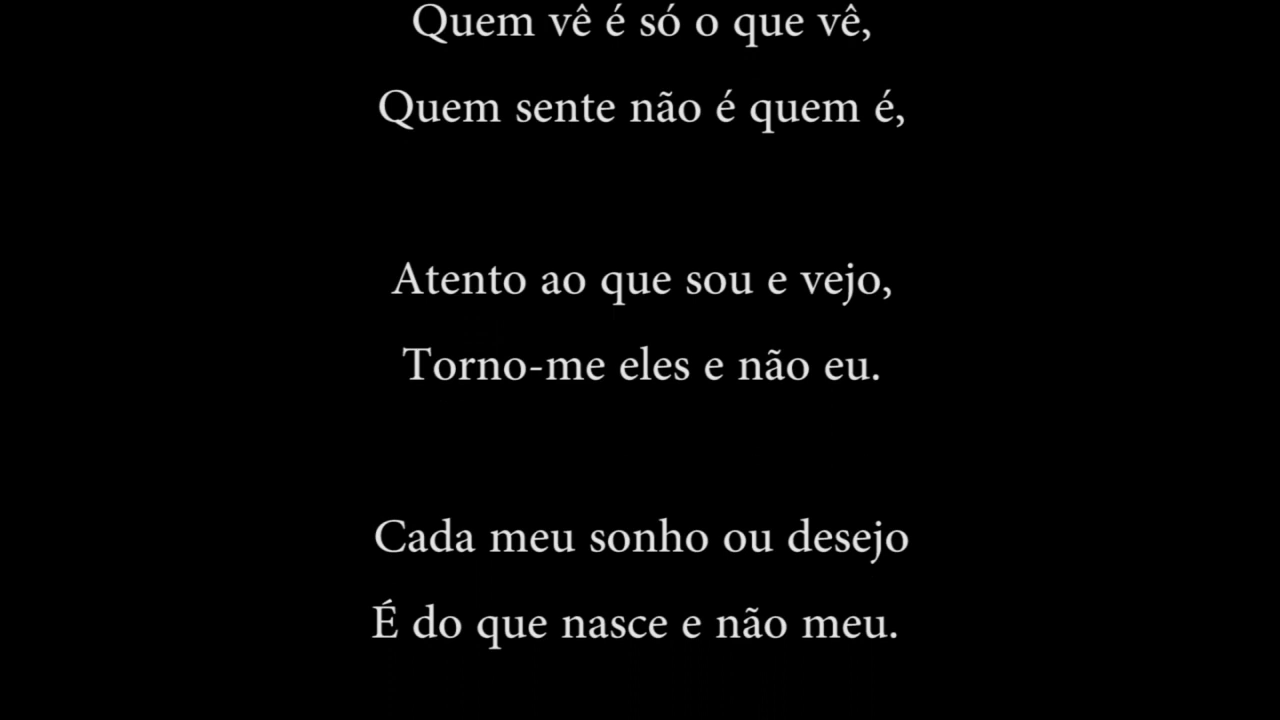 Quem vê é só o que vê,
Quem sente não é quem é,
Atento ao que sou e vejo,
Torno-me eles e não eu.
Cada meu sonho ou desejo
É do que nasce e não meu.